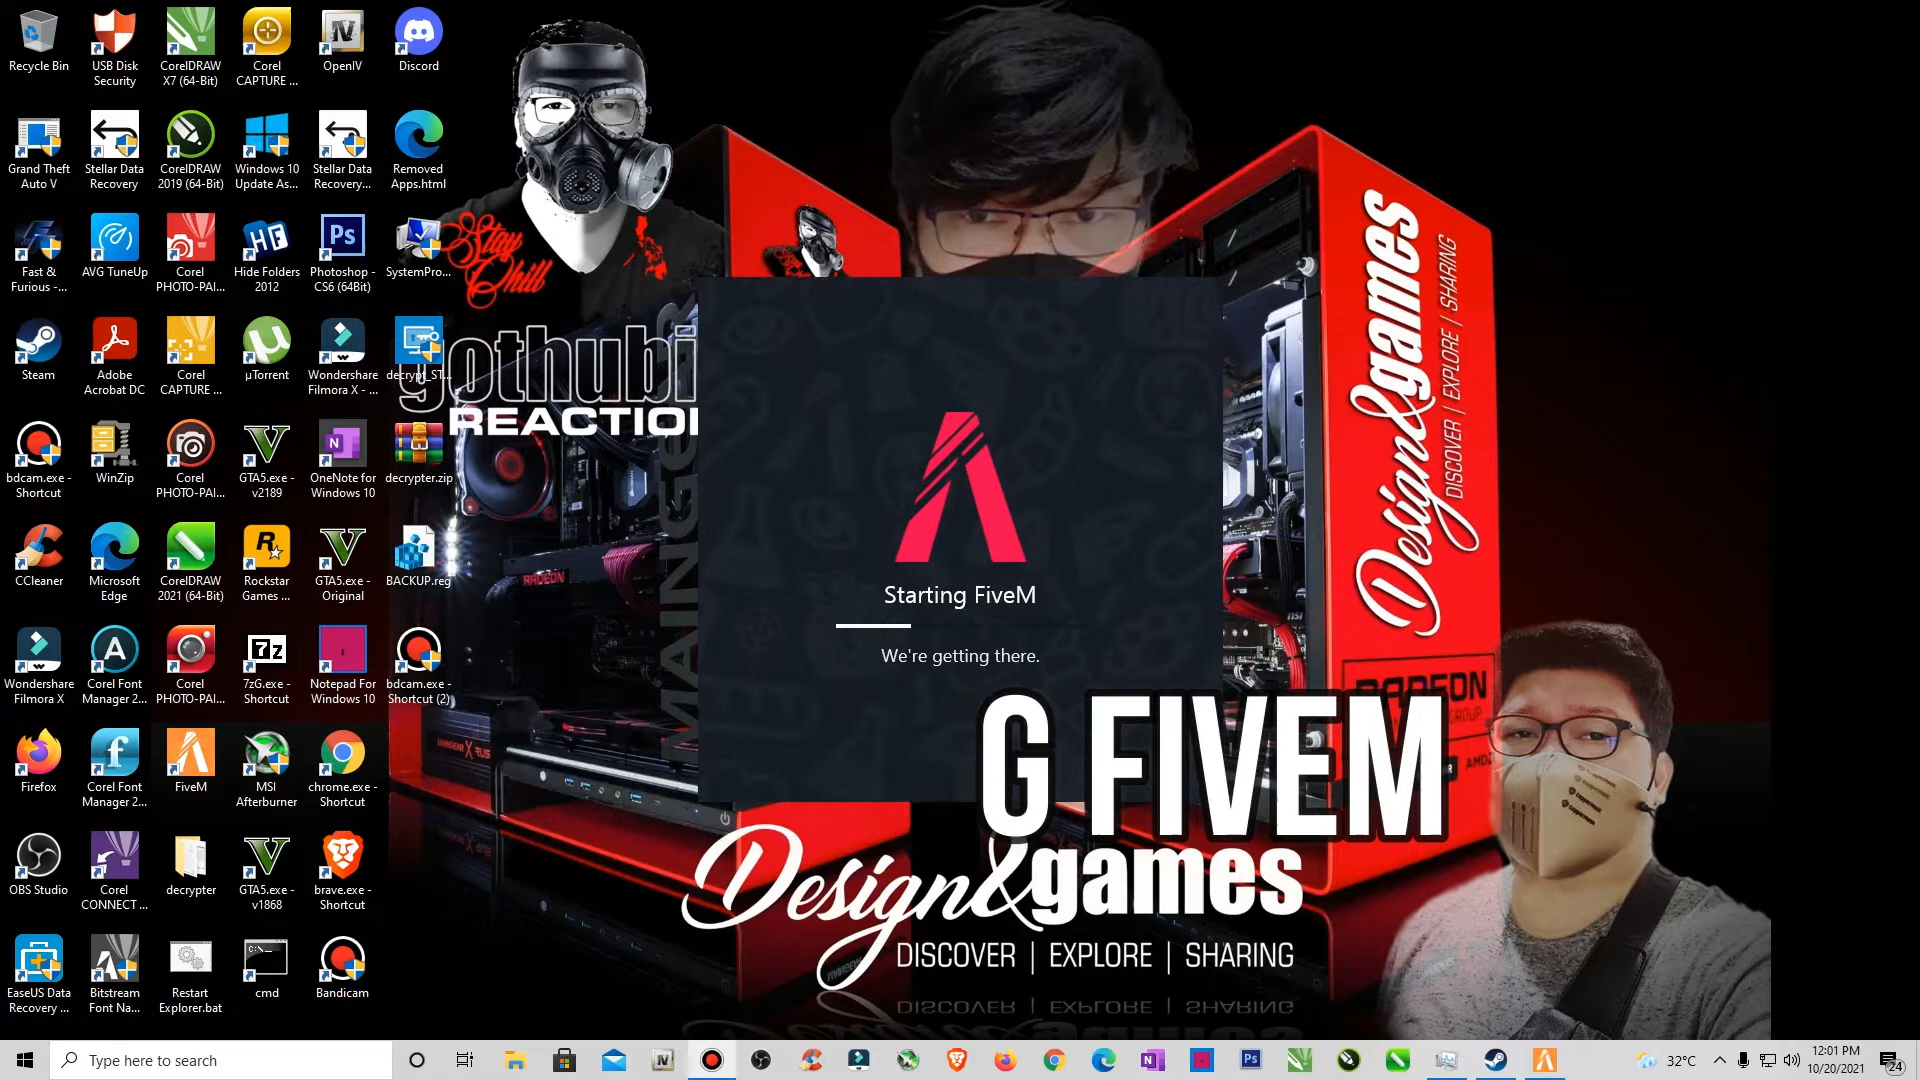 Recycle Bin
USB Disk
Security
CorelDRAW
X7 (64-Bit)
Corel
CAPTURE ...
OpenIV
Discord
Grand Theft
Auto V
Stellar Data
Recovery
CorelDRAW
2019 (64-Bit)
Windows 10
Update As...
Stellar Data
Recovery...
Removed
Apps.html
Fast &
Furious -...
AVG TuneUp
Corel
PHOTO-PAI...
Hide Folders
2012
Photoshop -
CS6 (64Bit)
SystemPro...
Steam
Adobe
Acrobat DC
Corel
CAPTURE ...
µTorrent
Wondershare
Filmora X - ...
decrypt_ST...
bdcam.exe -
Shortcut
WinZip
Corel
PHOTO-PAI...
GTA5.exe -
v2189
OneNote for
Windows 10
decrypter.zip
CCleaner
Microsoft
Edge
CorelDRAW
2021 (64-Bit)
Rockstar
Games ...
GTA5.exe -
Original
BACKUP.reg
Wondershare
Filmora X
Corel Font
Manager 2...
Corel
PHOTO-PAI...
7zG.exe -
Shortcut
Notepad For
Windows 10
bdcam.exe -
Shortcut (2)
Firefox
Corel Font
Manager 2...
FiveM
MSI
Afterburner
chrome.exe -
Shortcut
OBS Studio
Corel
CONNECT ...
decrypter
GTA5.exe -
v1868
brave.exe -
Shortcut
EaseUS Data
Recovery ...
Bitstream
Font Na...
Restart
Explorer.bat
cmd
Bandicam
Stay
Chill
gothubi
REACTIO
RADEON
Starting FiveM
We're getting there.
G FIVEM
Design&games
DISCOVER | EXPLORE | SHARING
Design&games
DISCOVER | EXPLORE | SHARING
RADEON
Type here to search
32°C
12:01 PM
10/20/2021
24